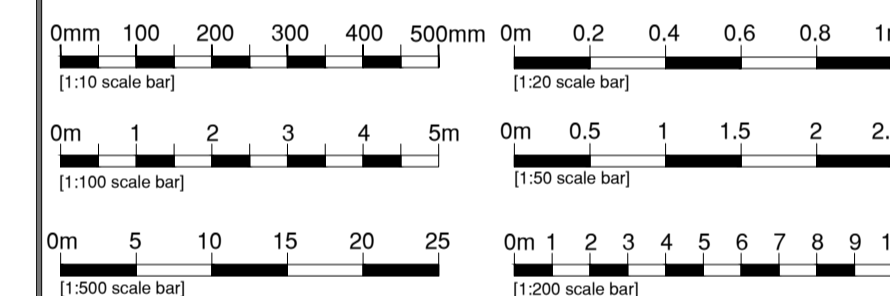 0mm 100 200 300 400 500mm
[1:10 scale bar]
0m 0.2 0.4 0.6 0.8
[1:20 scale bar]
0m 1 2 3 4 5m
[1:100 scale bar]
0m 0.5 1 1.5 2
[1:50 scale bar]
0m 5 10 15 20 25
[1:500 scale bar]
0m 1 2 3 4 5 6 7 8 9
[1:200 scale bar]